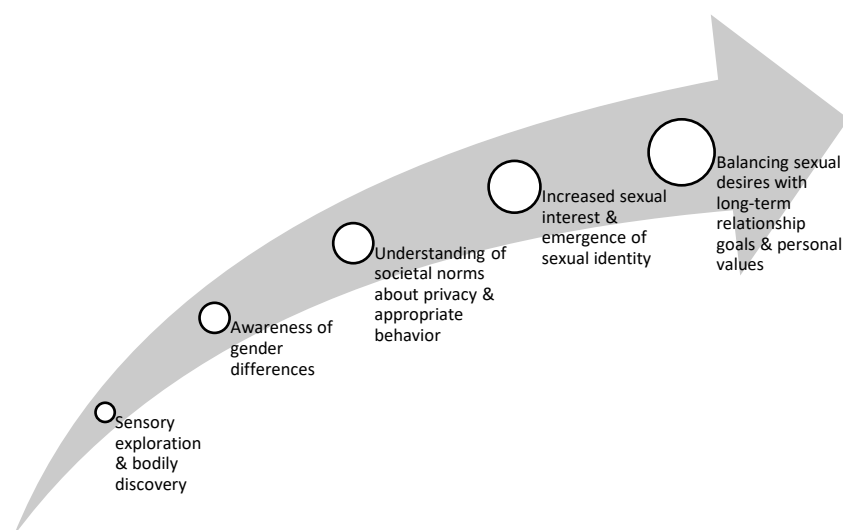 Sensory
exploration
& bodily
discovery
Awareness of
gender
differences
Understanding of
societal norms
about privacy &
appropriate
behavior
Increased sexual
interest &
emergence of
sexual identity
Balancing sexual
desires with
long-term
relationship
goals & personal
values